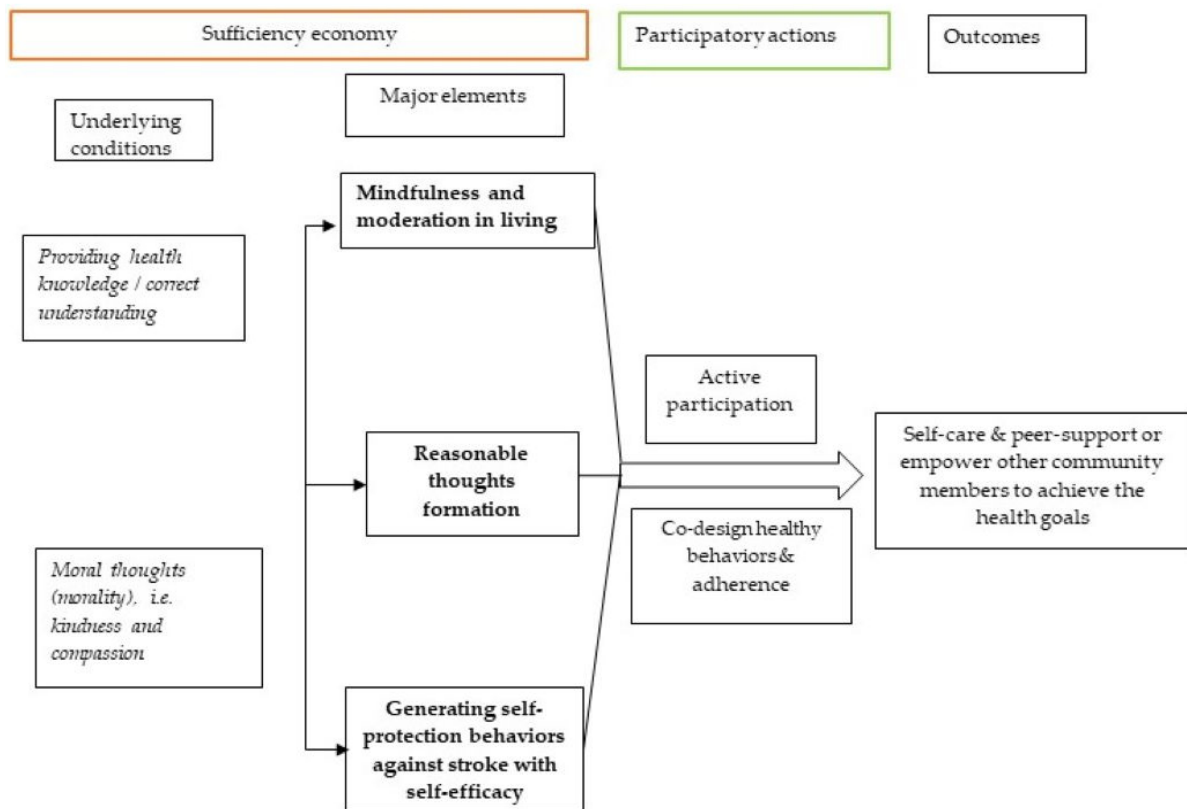 Sufficiency economy
Participatory actions
Outcomes
Underlying
conditions
Major elements
Mindfulness and
moderation in living
Providing health
knowledge / correct
understanding
Reasonable
thoughts
formation
Moral thoughts
(morality), i.e.
kindness and
compassion
Generating self-
protection behaviors
against stroke with
self-efficacy
Active
participation
Co-design healthy
behaviors &
adherence
Self-care & peer-support or
empower other community
members to achieve the
health goals